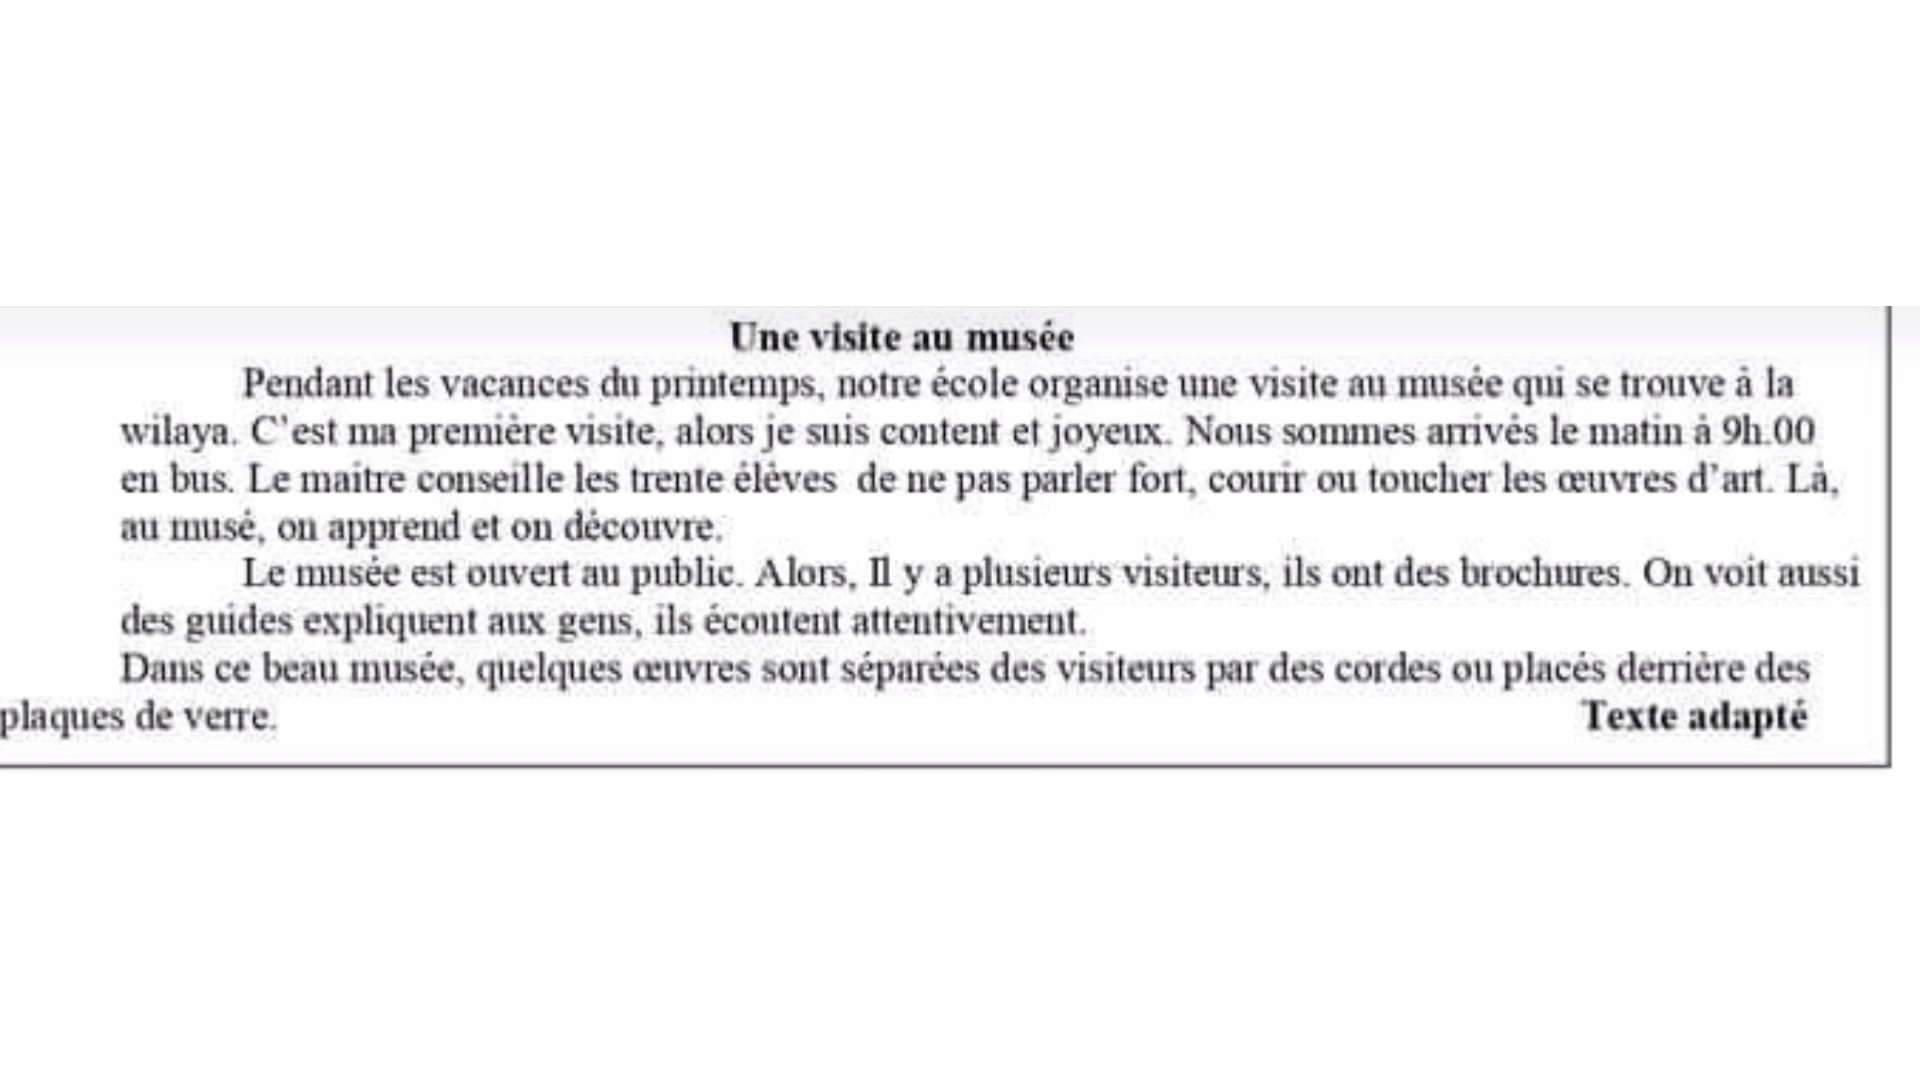 Une visite au musée
Pendant les vacances du printemps, notre école organise une visite au musée qui se trouve à la
wilaya. C'est ma première visite, alors je suis content et joyeux. Nous sommes arrivés le matin à 9h.00
en bus. Le maitre conseille les trente élèves de ne pas parler fort, courir ou toucher les œuvres d'art. Là,
au musé, on apprend et on découvre.
Le musée est ouvert au public. Alors, Il y a plusieurs visiteurs, ils ont des brochures. On voit aussi
des guides expliquent aux gens, ils écoutent attentivement.
Dans ce beau musée, quelques œuvres sont séparées des visiteurs par des cordes ou placés derrière des
plaques de verre. Texte adapté